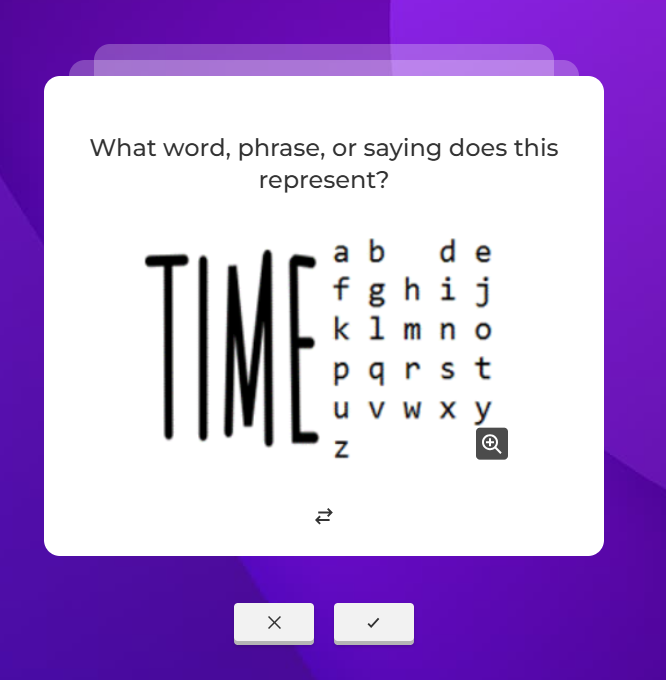 What word, phrase, or saying does this
represent?
TIME
a b d e
f g h i j
k l m n o
p q r s t
u v w x y
z